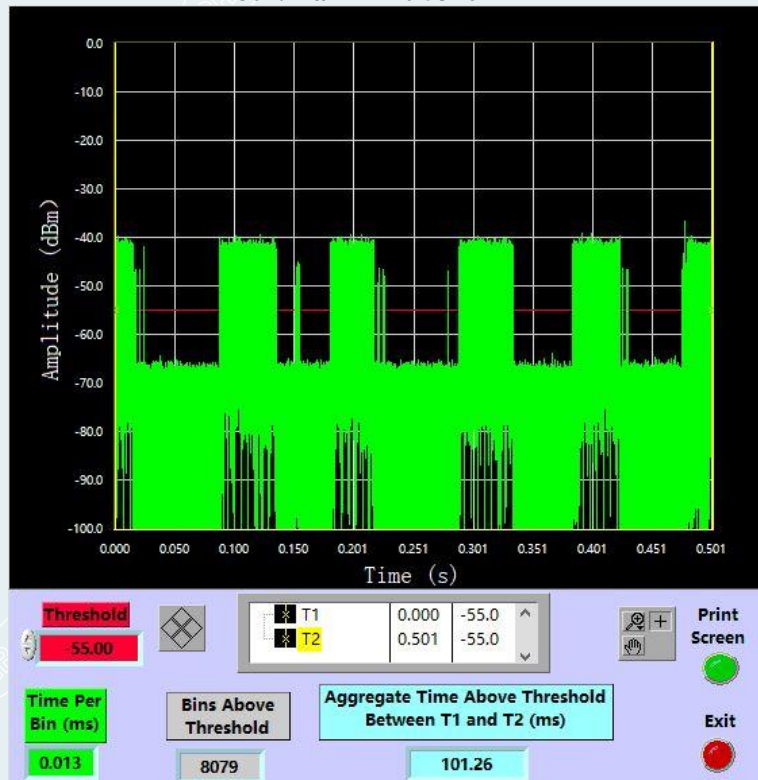 0.0
-10.0
-20.0
-30.0
-40.0
-50.0
-60.0
-70.0
-80.0
-90.0
-100.0
Amplitude (dBm)
0.000 0.050 0.100 0.150 0.201 0.251 0.301 0.351 0.401 0.451 0.501
Time (s)
Threshold
-55.00
T1 0.000 -55.0
T2 0.501 -55.0
Print
Screen
Time Per
Bin (ms)
0.013
Bins Above
Threshold
8079
Aggregate Time Above Threshold
Between T1 and T2 (ms)
101.26
Exit